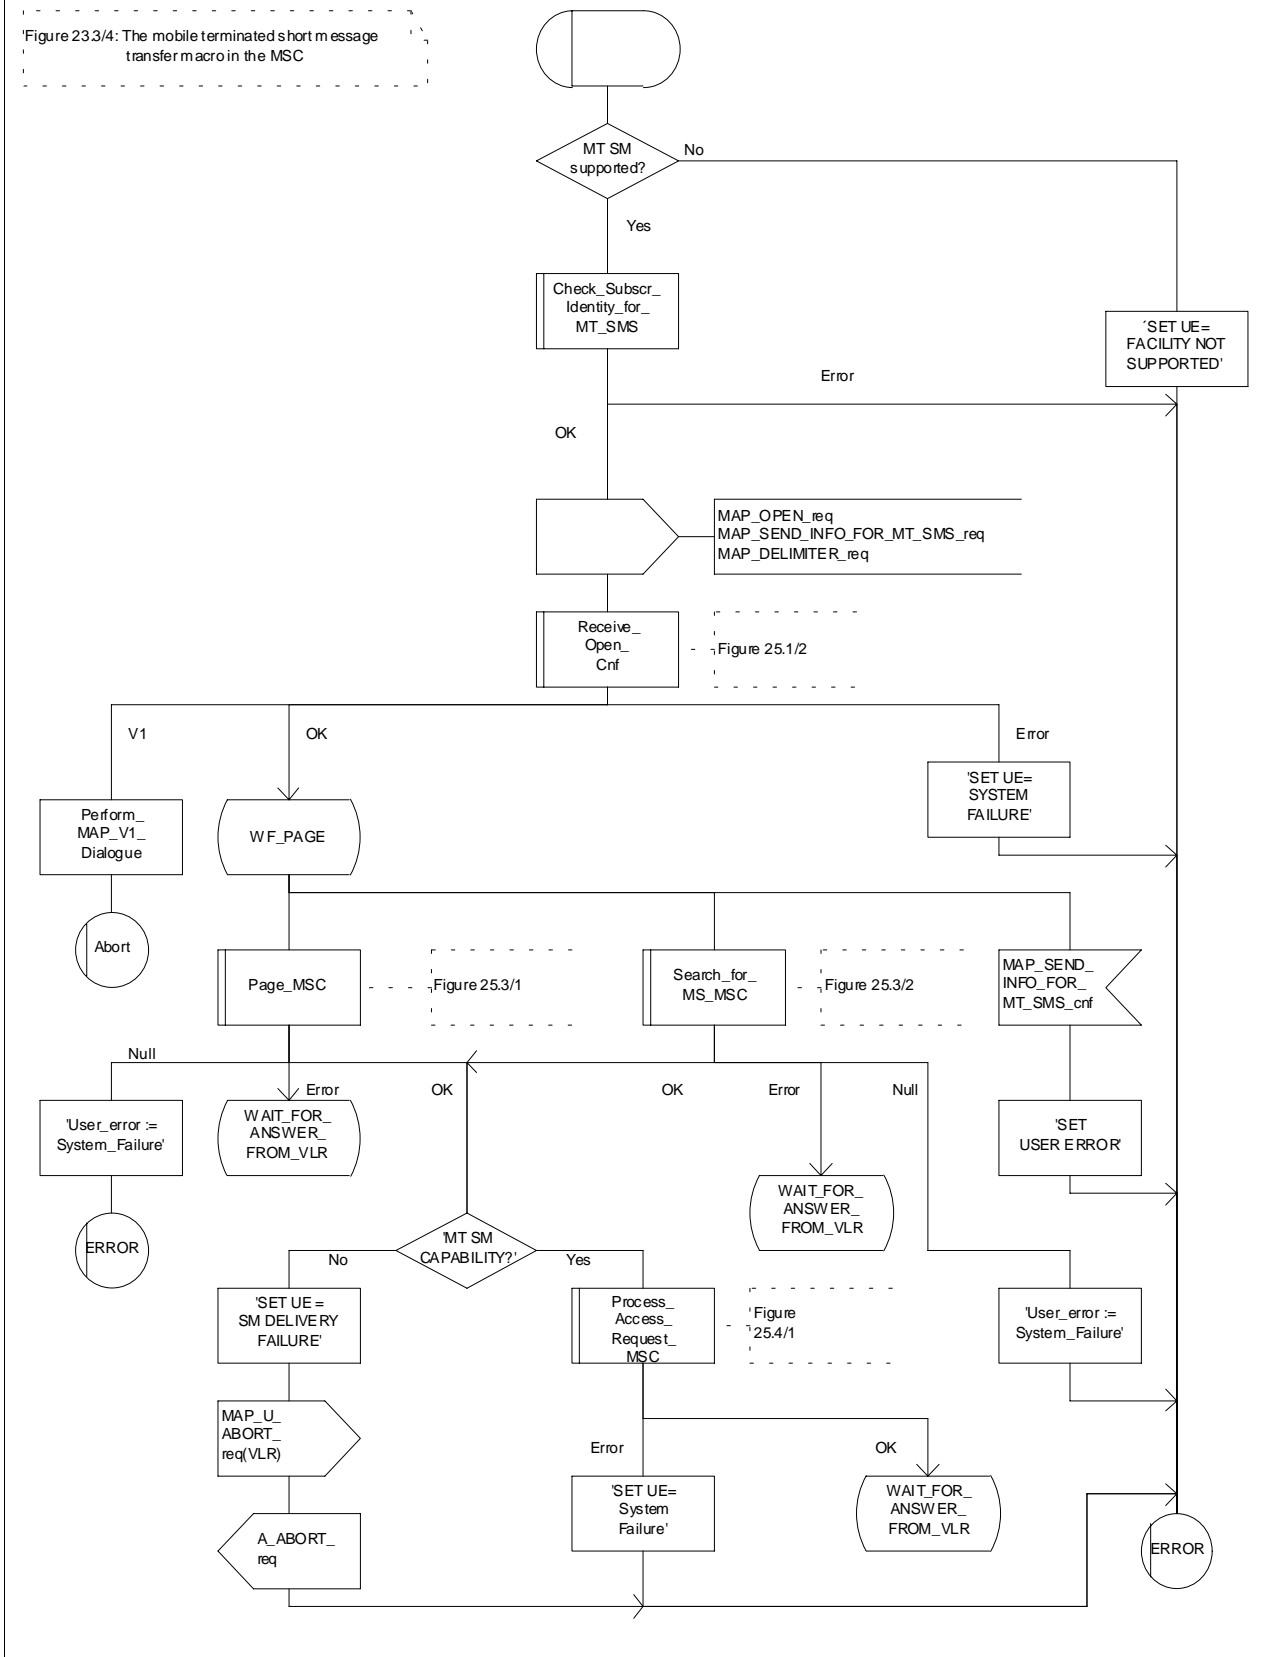 'Figure 23.3/4: The mobile terminated short message
transfer macro in the MSC
MT SM
supported?
No
Yes
Check_Subscr_
Identity_for_
MT_SMS
´SET UE=
FACILITY NOT
SUPPORTED'
Error
OK
MAP_OPEN_req
MAP_SEND_INFO_FOR_MT_SMS_req
MAP_DELIMITER_req
Receive_
Open_
Cnf
Figure 25.1/2
V1
OK
Error
'SET UE=
SYSTEM
FAILURE'
Perform_
MAP_V1_
Dialogue
WF_PAGE
Abort
Page_MSC
Figure 25.3/1
Search_for_
MS_MSC
Figure 25.3/2
MAP_SEND_
INFO_FOR_
MT_SMS_cnf
Null
Error
OK
OK
Error
Null
'User_error :=
System_Failure'
WAIT_FOR_
ANSWER_
FROM_VLR
'SET
USER ERROR'
WAIT_FOR_
ANSWER_
FROM_VLR
ERROR
'MT SM
CAPABILITY?'
No
Yes
'SET UE =
SM DELIVERY
FAILURE'
Process_
Access_
Request_
MSC
'Figure
25.4/1
'User_error :=
System_Failure'
MAP_U_
ABORT_
req(VLR)
Error
OK
'SET UE=
System
Failure'
WAIT_FOR_
ANSWER_
FROM_VLR
A_ABORT_
req
ERROR